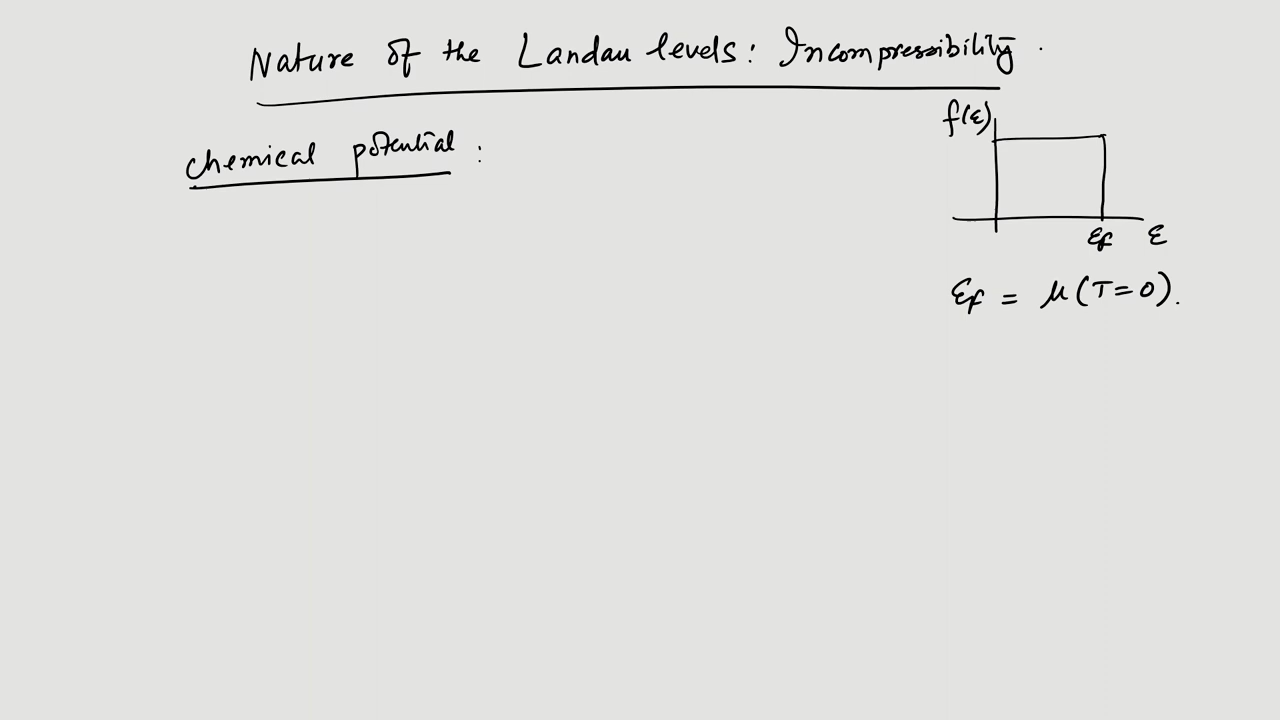 Nature of the Landau levels: Incompressibility.
chemical potential :
f(ε)
εf ε
εf = μ(T=0).